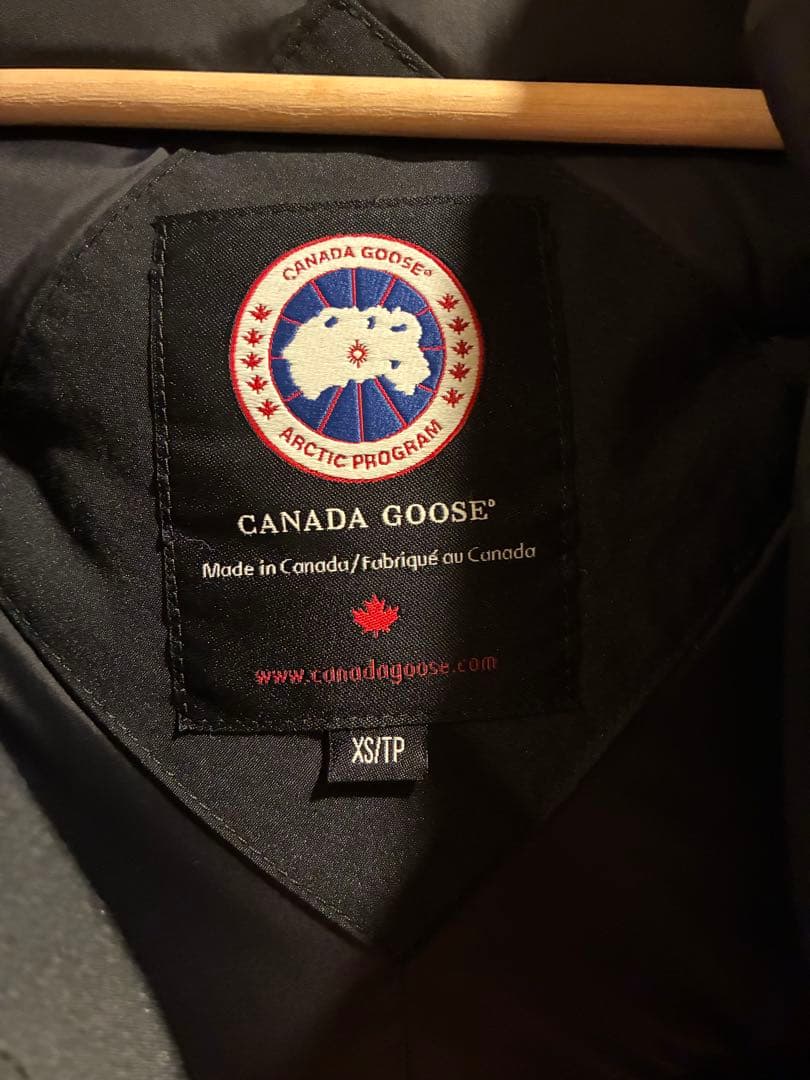 CANADA GOOSE®
ARCTIC PROGRAM
CANADA GOOSE®
Made in Canada/Fabriqué au Canada
www.canadagoose.com
XS/TP